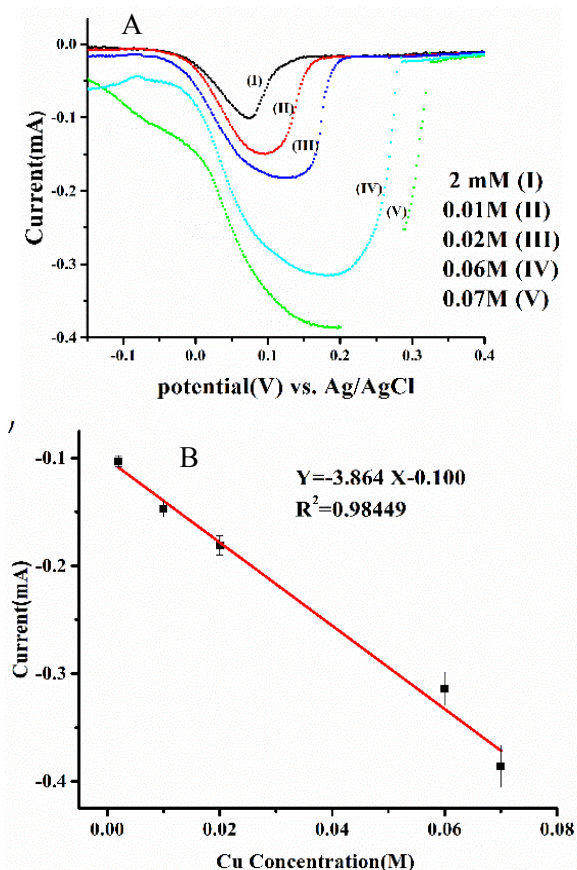 A
0.0
-0.1
-0.2
-0.3
-0.4
Current(mA)
(I)
(II)
(III)
(IV)
(V)
2 mM (I)
0.01M (II)
0.02M (III)
0.06M (IV)
0.07M (V)
-0.1 0.0 0.1 0.2 0.3 0.4
potential(V) vs. Ag/AgCl
B
Y=-3.864 X-0.100
R²=0.98449
-0.1
-0.2
-0.3
-0.4
Current(mA)
0.00 0.02 0.04 0.06 0.08
Cu Concentration(M)